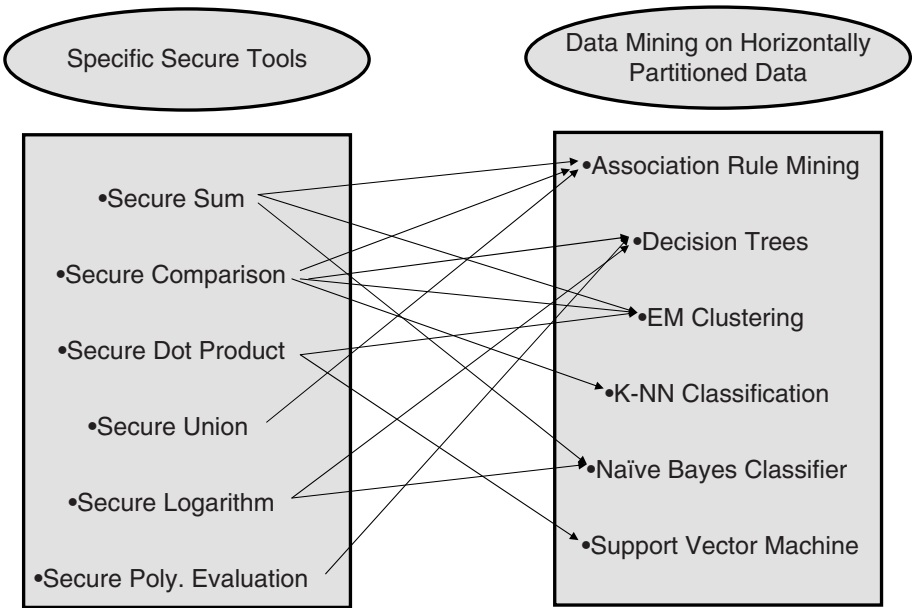 Specific Secure Tools
Data Mining on Horizontally
Partitioned Data
•Secure Sum
•Secure Comparison
•Secure Dot Product
•Secure Union
•Secure Logarithm
•Secure Poly. Evaluation
•Association Rule Mining
•Decision Trees
•EM Clustering
•K-NN Classification
•Naïve Bayes Classifier
•Support Vector Machine